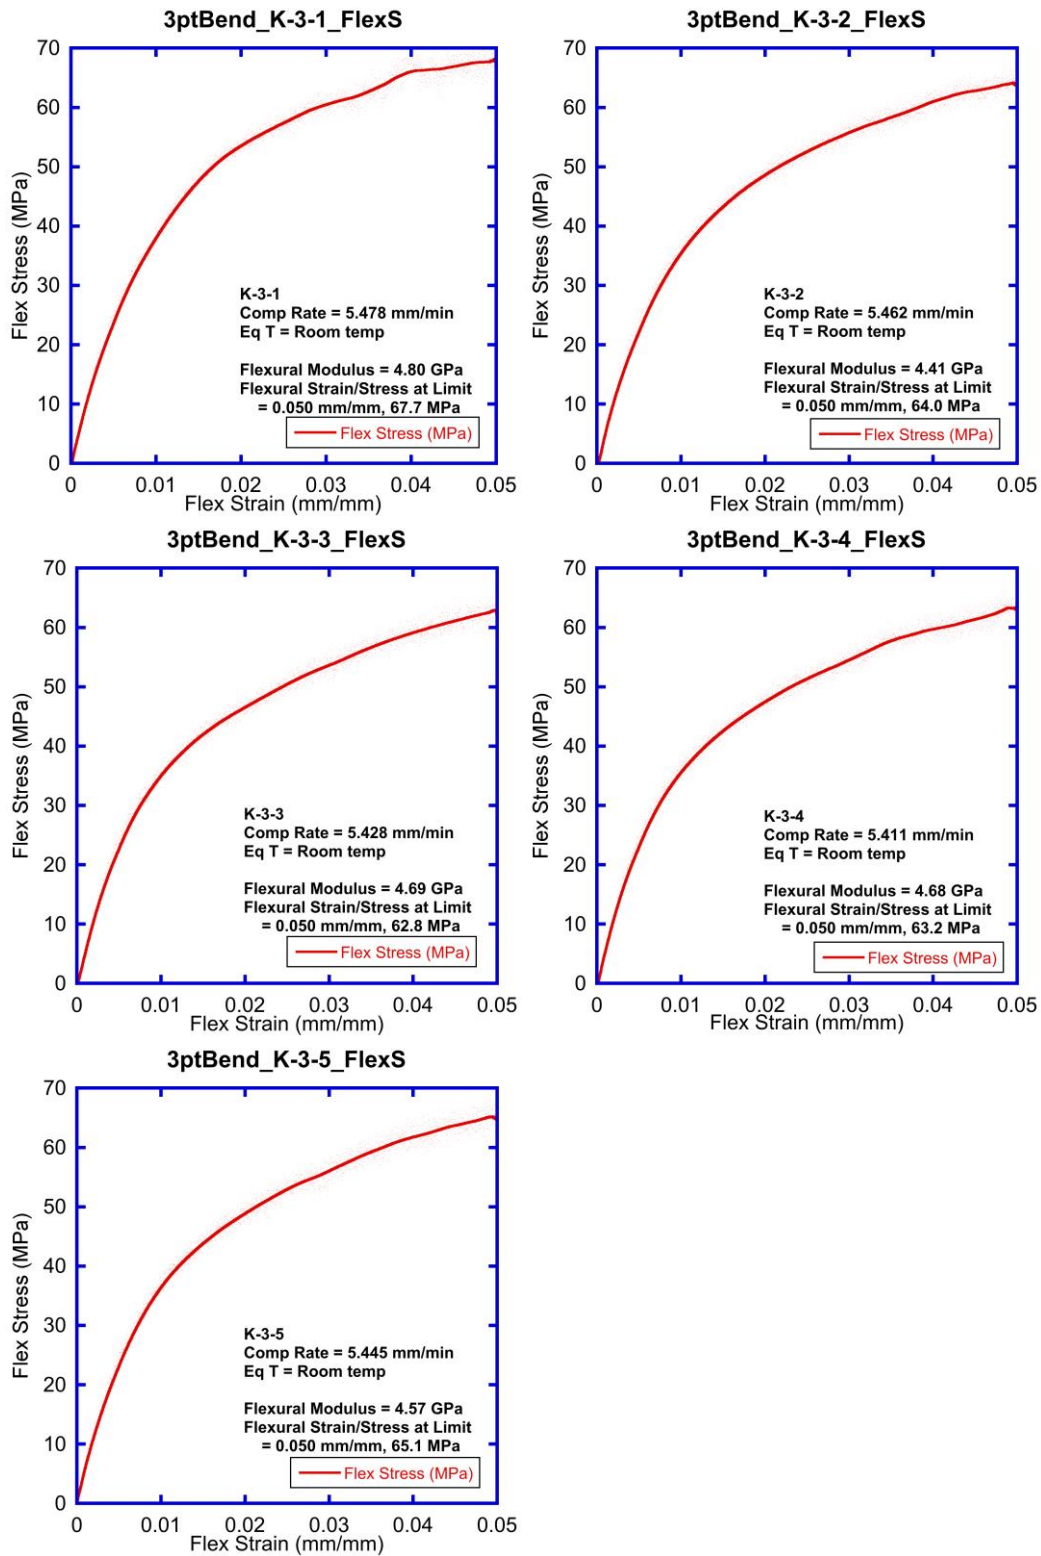 3ptBend_K-3-1_FlexS
70
60
50
40
30
20
10
0
Flex Stress (MPa)
K-3-1
Comp Rate = 5.478 mm/min
Eq T = Room temp
Flexural Modulus = 4.80 GPa
Flexural Strain/Stress at Limit
= 0.050 mm/mm, 67.7 MPa
Flex Stress (MPa)
0 0.01 0.02 0.03 0.04 0.05
Flex Strain (mm/mm)
3ptBend_K-3-2_FlexS
70
60
50
40
30
20
10
0
Flex Stress (MPa)
K-3-2
Comp Rate = 5.462 mm/min
Eq T = Room temp
Flexural Modulus = 4.41 GPa
Flexural Strain/Stress at Limit
= 0.050 mm/mm, 64.0 MPa
Flex Stress (MPa)
0 0.01 0.02 0.03 0.04 0.05
Flex Strain (mm/mm)
3ptBend_K-3-3_FlexS
70
60
50
40
30
20
10
0
Flex Stress (MPa)
K-3-3
Comp Rate = 5.428 mm/min
Eq T = Room temp
Flexural Modulus = 4.69 GPa
Flexural Strain/Stress at Limit
= 0.050 mm/mm, 62.8 MPa
Flex Stress (MPa)
0 0.01 0.02 0.03 0.04 0.05
Flex Strain (mm/mm)
3ptBend_K-3-4_FlexS
70
60
50
40
30
20
10
0
Flex Stress (MPa)
K-3-4
Comp Rate = 5.411 mm/min
Eq T = Room temp
Flexural Modulus = 4.68 GPa
Flexural Strain/Stress at Limit
= 0.050 mm/mm, 63.2 MPa
Flex Stress (MPa)
0 0.01 0.02 0.03 0.04 0.05
Flex Strain (mm/mm)
3ptBend_K-3-5_FlexS
70
60
50
40
30
20
10
0
Flex Stress (MPa)
K-3-5
Comp Rate = 5.445 mm/min
Eq T = Room temp
Flexural Modulus = 4.57 GPa
Flexural Strain/Stress at Limit
= 0.050 mm/mm, 65.1 MPa
Flex Stress (MPa)
0 0.01 0.02 0.03 0.04 0.05
Flex Strain (mm/mm)